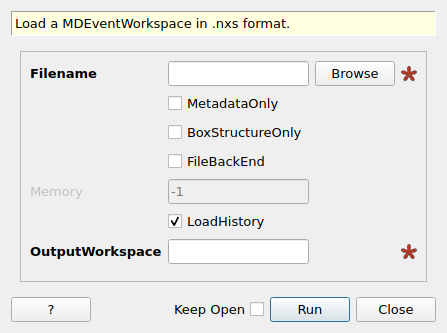 Load a MDEventWorkspace in .nxs format.
Filename Browse
MetadataOnly
BoxStructureOnly
FileBackEnd
Memory -1
LoadHistory
OutputWorkspace
? Keep Open Run Close